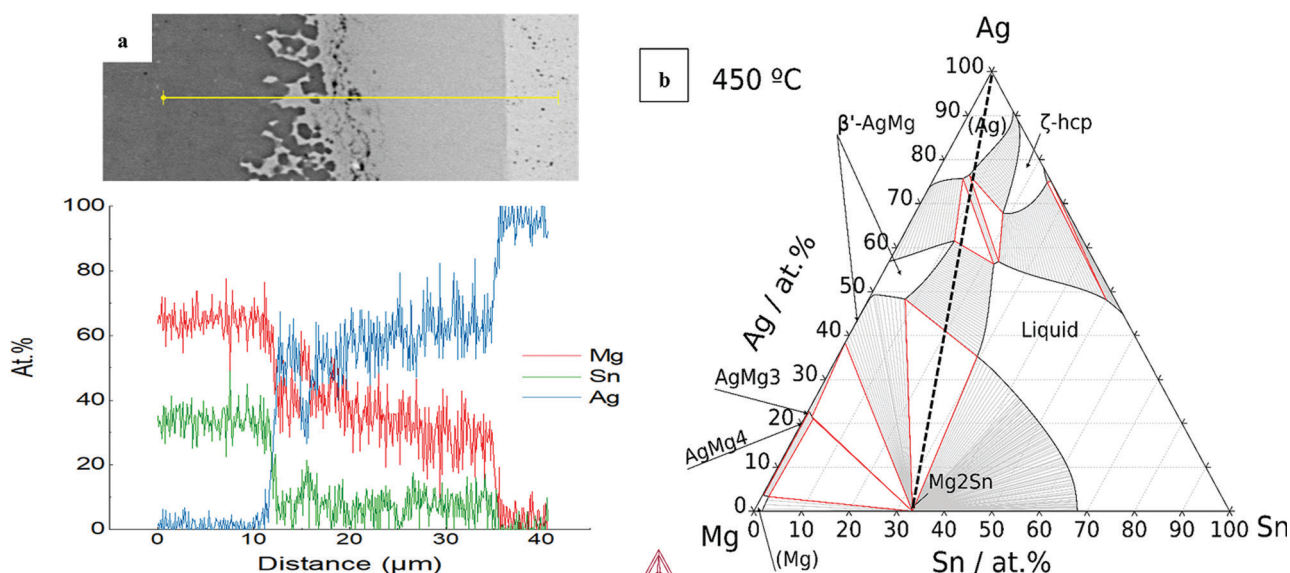 a
100
80
60
40
20
0
At.%
0
10
20
30
40
Distance (µm)
Mg
Sn
Ag
b
450 ºC
Ag
100
90
80
70
60
50
40
30
20
10
0
Ag / at.%
β'-AgMg
(Ag)
ζ-hcp
Liquid
AgMg3
AgMg4
Mg2Sn
Mg
(Mg)
0
10
20
30
40
50
60
70
80
90
100
Sn
Sn / at.%